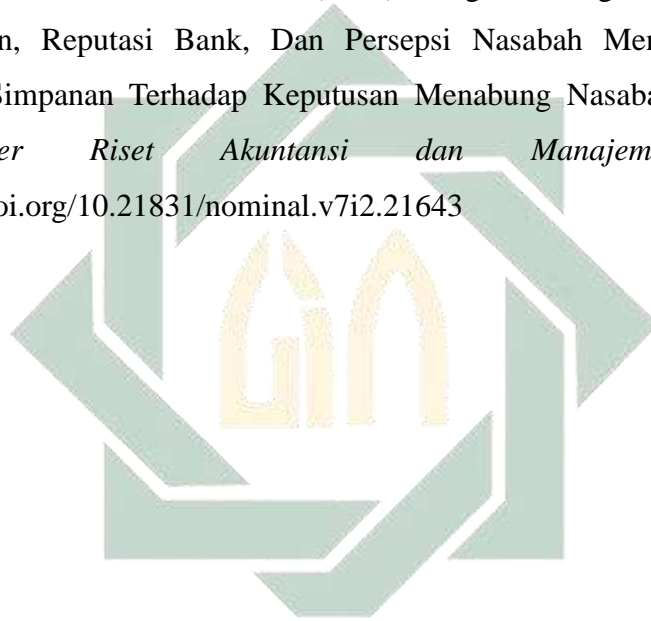 n, Reputasi Bank, Dan Persepsi Nasabah Men
Simpanan Terhadap Keputusan Menabung Nasaba
er Riset Akuntansi dan Manajem
oi.org/10.21831/nominal.v7i2.21643